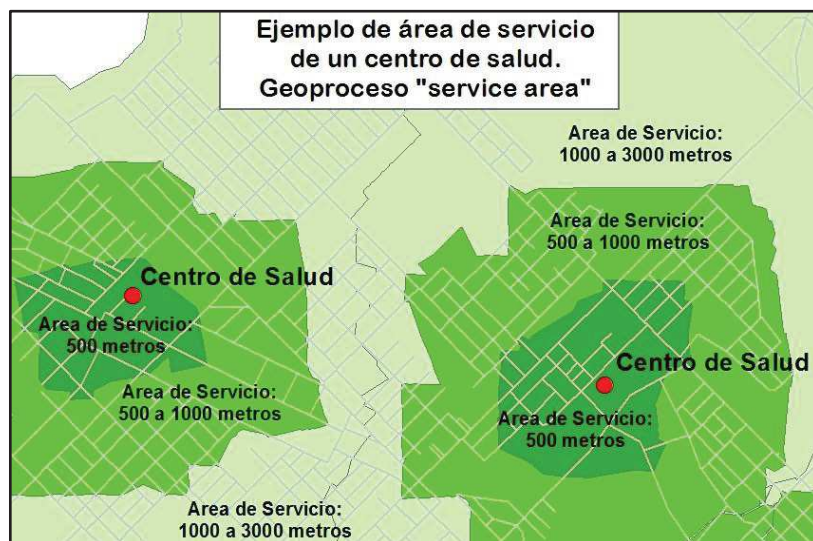 Ejemplo de área de servicio
de un centro de salud.
Geoproceso "service area"
Area de Servicio:
1000 a 3000 metros
Area de Servicio:
500 a 1000 metros
Centro de Salud
Area de Servicio:
500 metros
Area de Servicio:
500 a 1000 metros
Centro de Salud
Area de Servicio:
500 metros
Area de Servicio:
1000 a 3000 metros